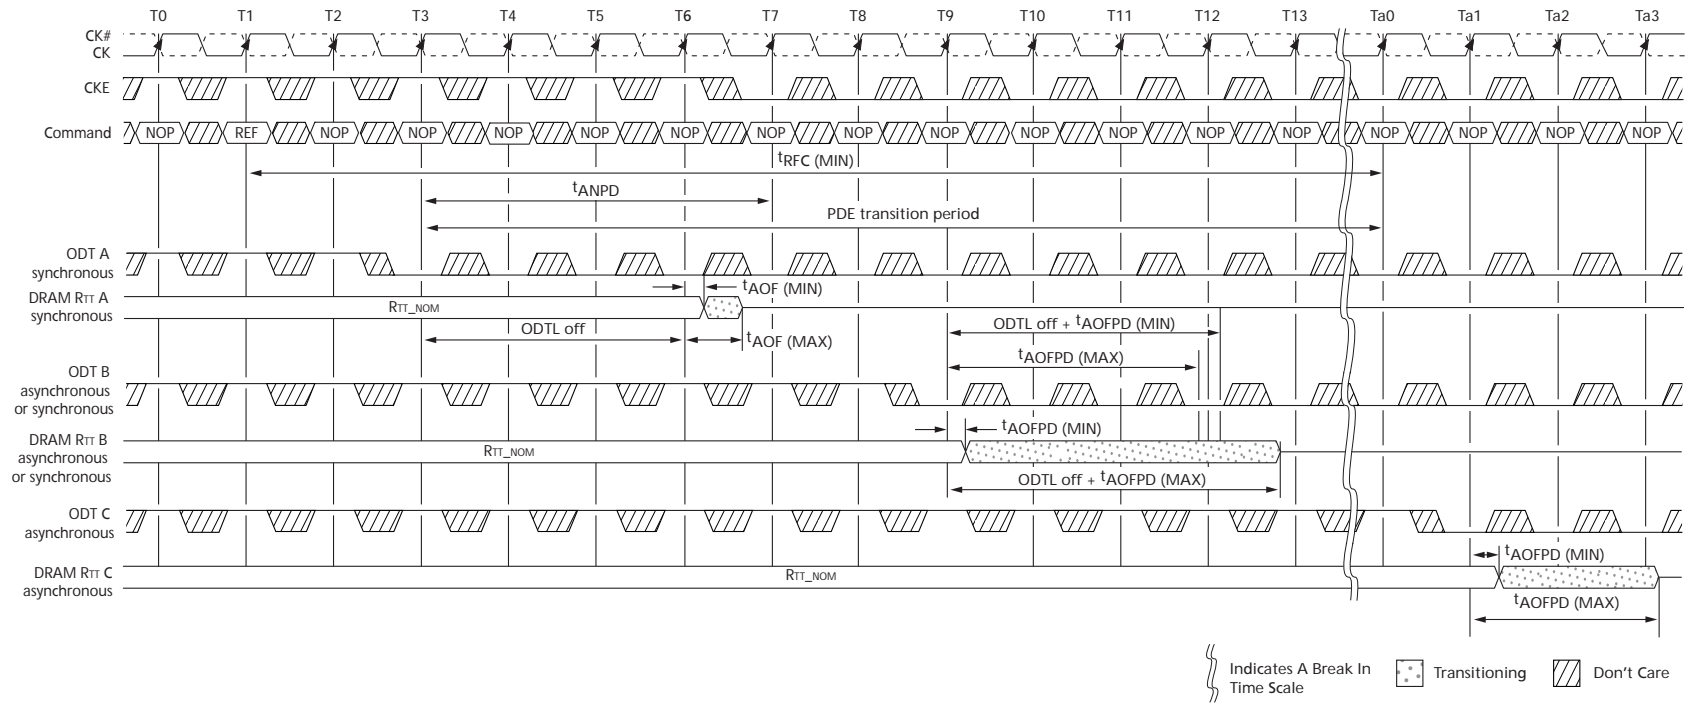 T0 T1 T2 T3 T4 T5 T6 T7 T8 T9 T10 T11 T12 T13 Ta0 Ta1 Ta2 Ta3
CK#
CK
CKE
Command NOP REF NOP NOP NOP NOP NOP NOP NOP NOP NOP NOP NOP NOP NOP NOP NOP NOP
tRFC (MIN)
tANPD
PDE transition period
ODT A
synchronous
tAOF (MIN)
DRAM RTT A
synchronous
RTT_NOM
ODTL off + tAOFPD (MIN)
ODTL off
tAOF (MAX)
tAOFPD (MAX)
ODT B
asynchronous
or synchronous
tAOFPD (MIN)
DRAM RTT B
asynchronous
or synchronous
RTT_NOM
ODTL off + tAOFPD (MAX)
ODT C
asynchronous
tAOFPD (MIN)
DRAM RTT C
asynchronous
RTT_NOM
tAOFPD (MAX)
Indicates A Break In
Time Scale
Transitioning
Don't Care